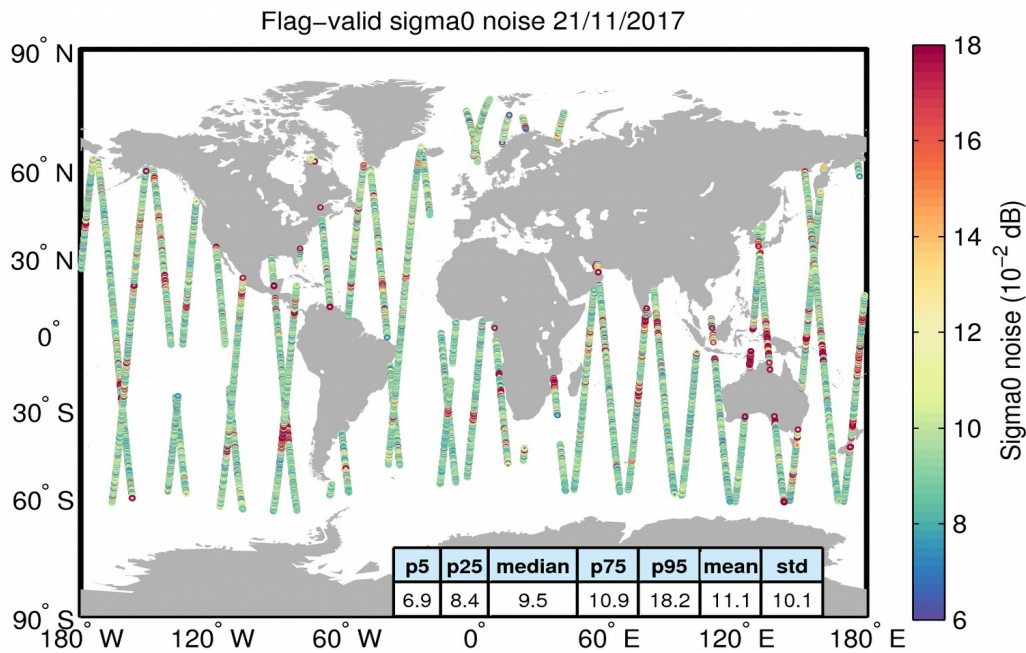 Flag−valid sigma0 noise 21/11/2017
90° N
60° N
30° N
0°
30° S
60° S
90° S
180° W
120° W
60° W
0°
60° E
120° E
180° E
p5 p25 median p75 p95 mean std
6.9 8.4 9.5 10.9 18.2 11.1 10.1
18
16
14
12
10
8
6
Sigma0 noise (10⁻² dB)